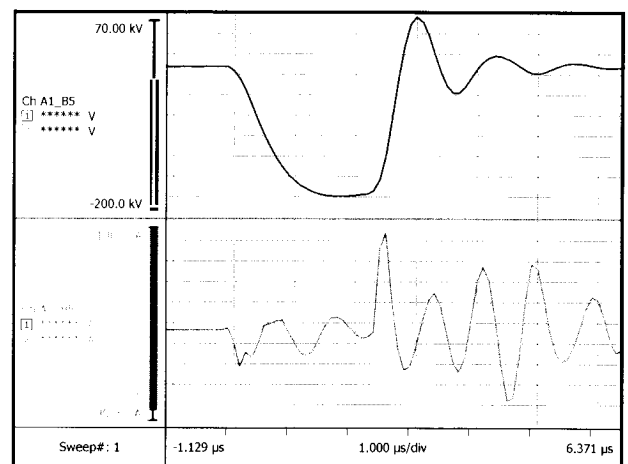 70.00 kV
Ch A1_B5
1 ****** V
****** V
-200.0 kV
1
Sweep#: 1
-1.129 µs
1.000 µs/div
6.371 µs